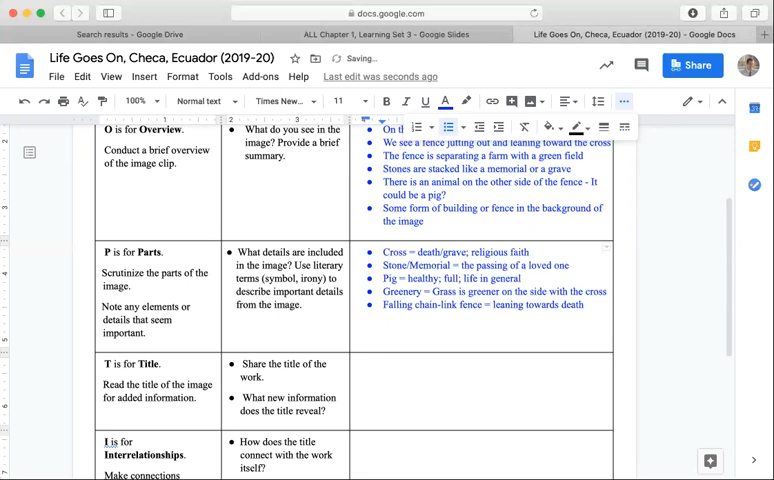 docs.google.com
Search results - Google Drive
ALL Chapter 1, Learning Set 3 - Google Slides
Life Goes On, Checa, Ecuador (2019-20) - Google Docs
Life Goes On, Checa, Ecuador (2019-20)
Saving...
File Edit View Insert Format Tools Add-ons Help Last edit was seconds ago
Share
100% Normal text Times New... 11 B I U A
O is for Overview.
Conduct a brief overview
of the image clip.
What do you see in the
image? Provide a brief
summary.
On th
We see a fence jutting out and leaning toward the cross
The fence is separating a farm with a green field
Stones are stacked like a memorial or a grave
There is an animal on the other side of the fence - It
could be a pig?
Some form of building or fence in the background of
the image
P is for Parts.
Scrutinize the parts of the
image.
Note any elements or
details that seem
important.
What details are included
in the image? Use literary
terms (symbol, irony) to
describe important details
from the image.
Cross = death/grave; religious faith
Stone/Memorial = the passing of a loved one
Pig = healthy; full; life in general
Greenery = Grass is greener on the side with the cross
Falling chain-link fence = leaning towards death
T is for Title.
Read the title of the image
for added information.
Share the title of the
work.
What new information
does the title reveal?
I is for
Interrelationships.
Make connections
How does the title
connect with the work
itself?